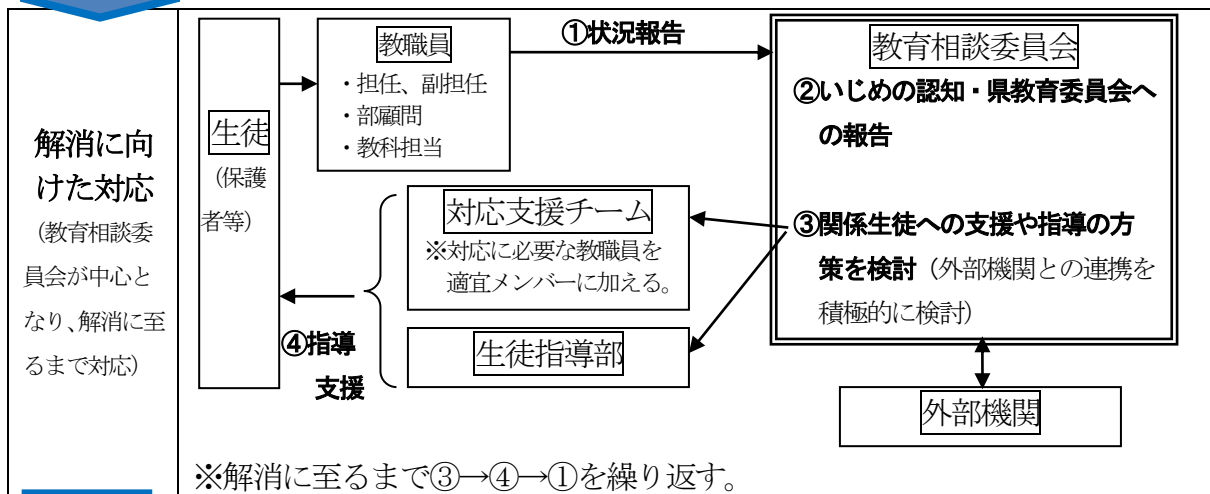 解消に向
けた対応
(教育相談委
員会が中心と
なり、解消に至
るまで対応)
生徒
(保護
者等)
教職員
・担任、副担任
・部顧問
・教科担当
①状況報告
教育相談委員会
②いじめの認知・県教育委員会へ
の報告
③関係生徒への支援や指導の方
策を検討(外部機関との連携を
積極的に検討)
対応支援チーム
※対応に必要な教職員を
適宜メンバーに加える。
生徒指導部
④指導
支援
外部機関
※解消に至るまで③→④→①を繰り返す。